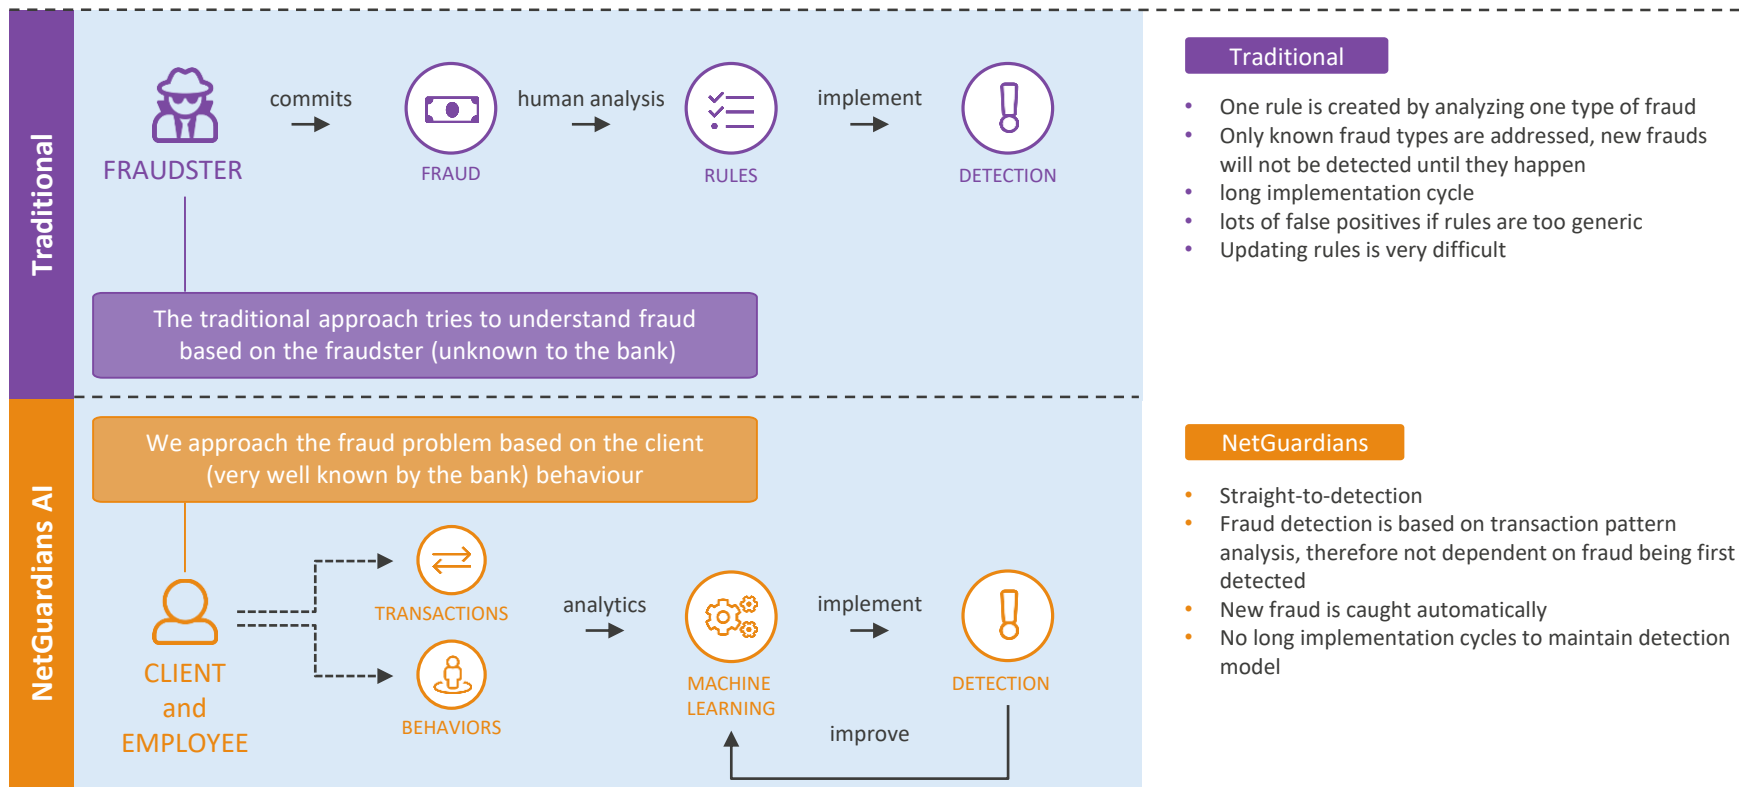 Traditional
commits
human analysis
implement
FRAUDSTER
FRAUD
RULES
DETECTION
The traditional approach tries to understand fraud
based on the fraudster (unknown to the bank)
Traditional
• One rule is created by analyzing one type of fraud
• Only known fraud types are addressed, new frauds
will not be detected until they happen
• long implementation cycle
• lots of false positives if rules are too generic
• Updating rules is very difficult
NetGuardians AI
We approach the fraud problem based on the client
(very well known by the bank) behaviour
TRANSACTIONS
analytics
implement
CLIENT
and
EMPLOYEE
BEHAVIORS
MACHINE
LEARNING
DETECTION
improve
NetGuardians
• Straight-to-detection
• Fraud detection is based on transaction pattern
analysis, therefore not dependent on fraud being first
detected
• New fraud is caught automatically
• No long implementation cycles to maintain detection
model